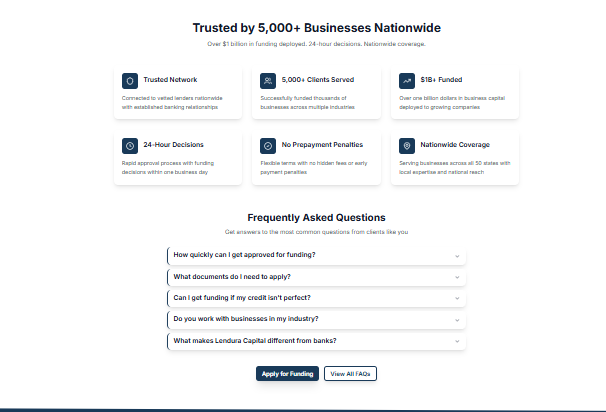 Trusted by 5,000+ Businesses Nationwide
Over $1 billion in funding deployed. 24-hour decisions. Nationwide coverage.
Trusted Network
Connected to vetted lenders nationwide
with established banking relationships
5,000+ Clients Served
Successfully funded thousands of
businesses across multiple industries
$1B+ Funded
Over one billion dollars in business capital
deployed to growing companies
24-Hour Decisions
Rapid approval process with funding
decisions within one business day
No Prepayment Penalties
Flexible terms with no hidden fees or early
payment penalties
Nationwide Coverage
Serving businesses across all 50 states with
local expertise and national reach
Frequently Asked Questions
Get answers to the most common questions from clients like you
How quickly can I get approved for funding?
What documents do I need to apply?
Can I get funding if my credit isn't perfect?
Do you work with businesses in my industry?
What makes Lendura Capital different from banks?
Apply for Funding
View All FAQs